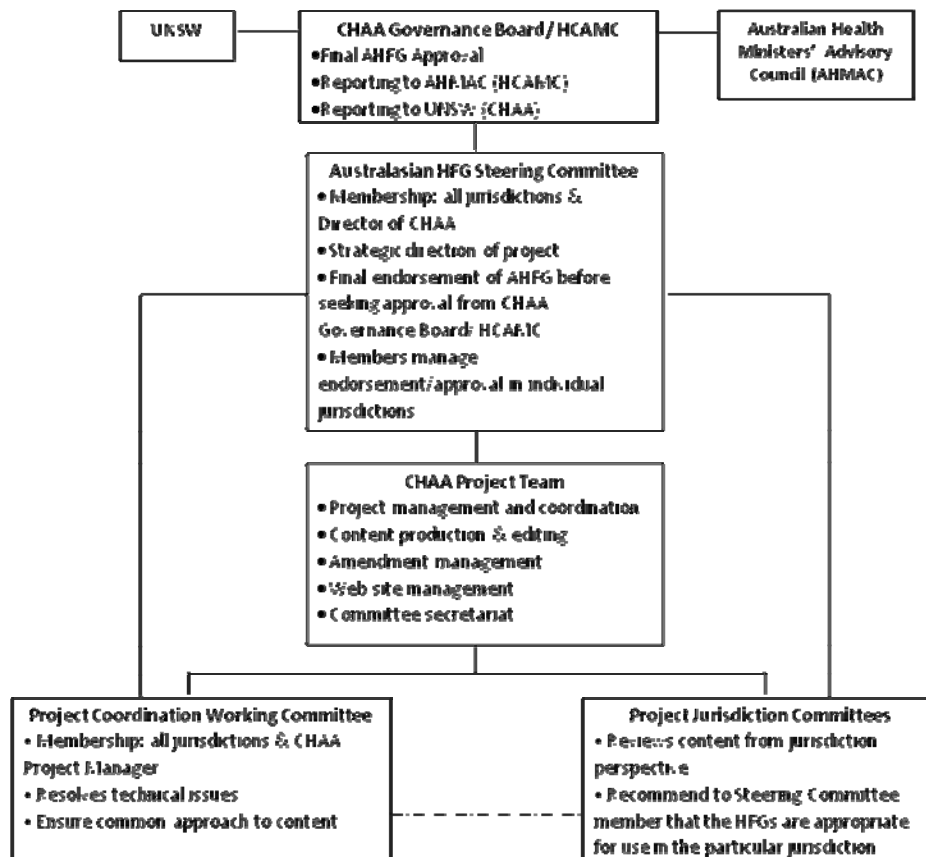 UNSW
CHAA Governance Board / HCAMC
•Final AHFG Approval
•Reporting to AHMAC (HCAMC)
•Reporting to UNSW (CHAA)
Australian Health
Ministers' Advisory
Council (AHMAC)
Australasian HFG Steering Committee
• Membership: all jurisdictions &
Director of CHAA
• Strategic direction of project
• Final endorsement of AHFG before
seeking approval from CHAA
Governance Board/ HCAMC
• Members manage
endorsement/approval in individual
jurisdictions
CHAA Project Team
• Project management and coordination
• Content production & editing
• Amendment management
• Web site management
• Committee secretariat
Project Coordination Working Committee
• Membership: all jurisdictions & CHAA
Project Manager
• Resolves technical issues
• Ensure common approach to content
Project Jurisdiction Committees
• Reviews content from jurisdiction
perspective
• Recommend to Steering Committee
member that the HFGs are appropriate
for use in the particular jurisdiction